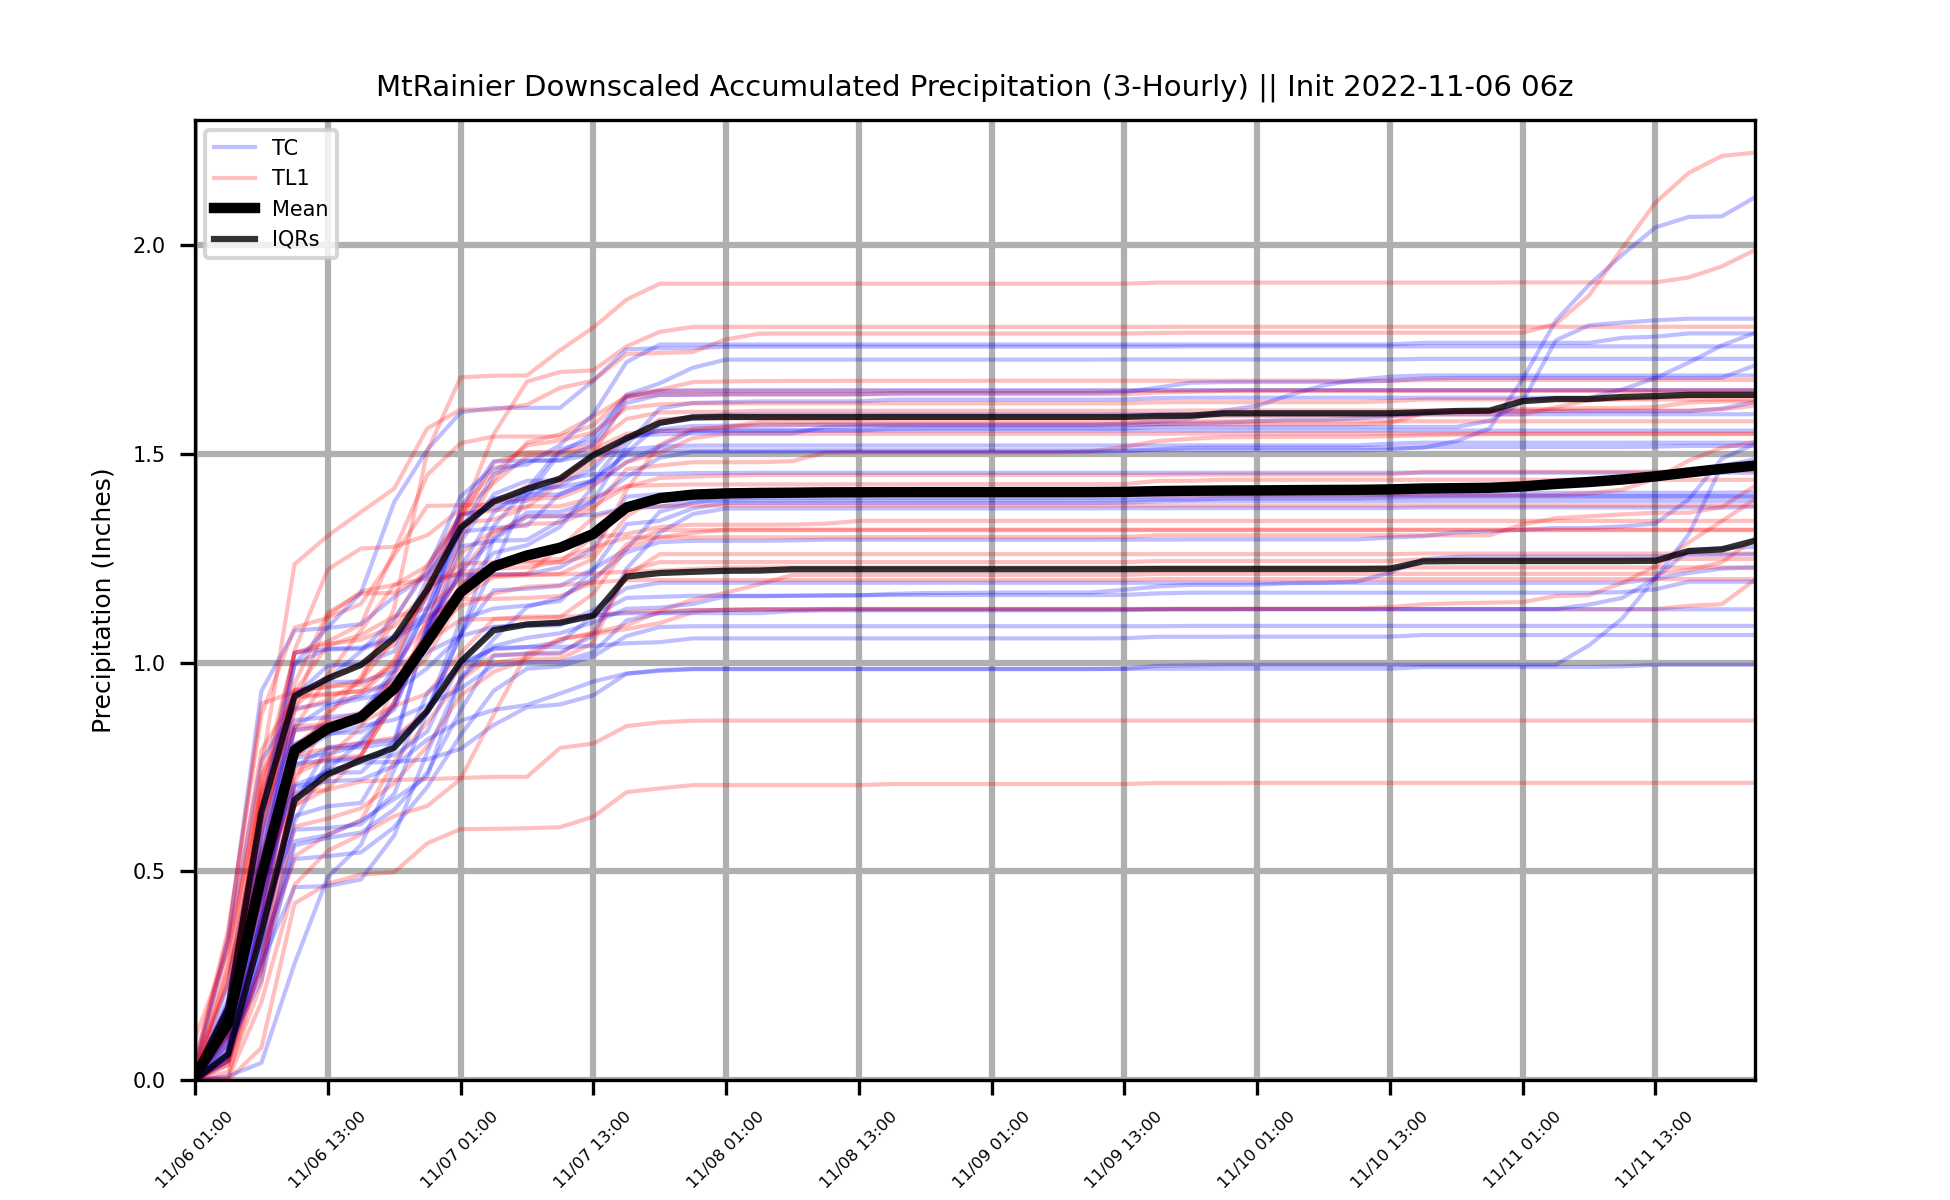 MtRainier Downscaled Accumulated Precipitation (3-Hourly) || Init 2022-11-06 06z
TC
TL1
Mean
IQRs
Precipitation (Inches)
2.0
1.5
1.0
0.5
0.0
11/06 01:00
11/06 13:00
11/07 01:00
11/07 13:00
11/08 01:00
11/08 13:00
11/09 01:00
11/09 13:00
11/10 01:00
11/10 13:00
11/11 01:00
11/11 13:00